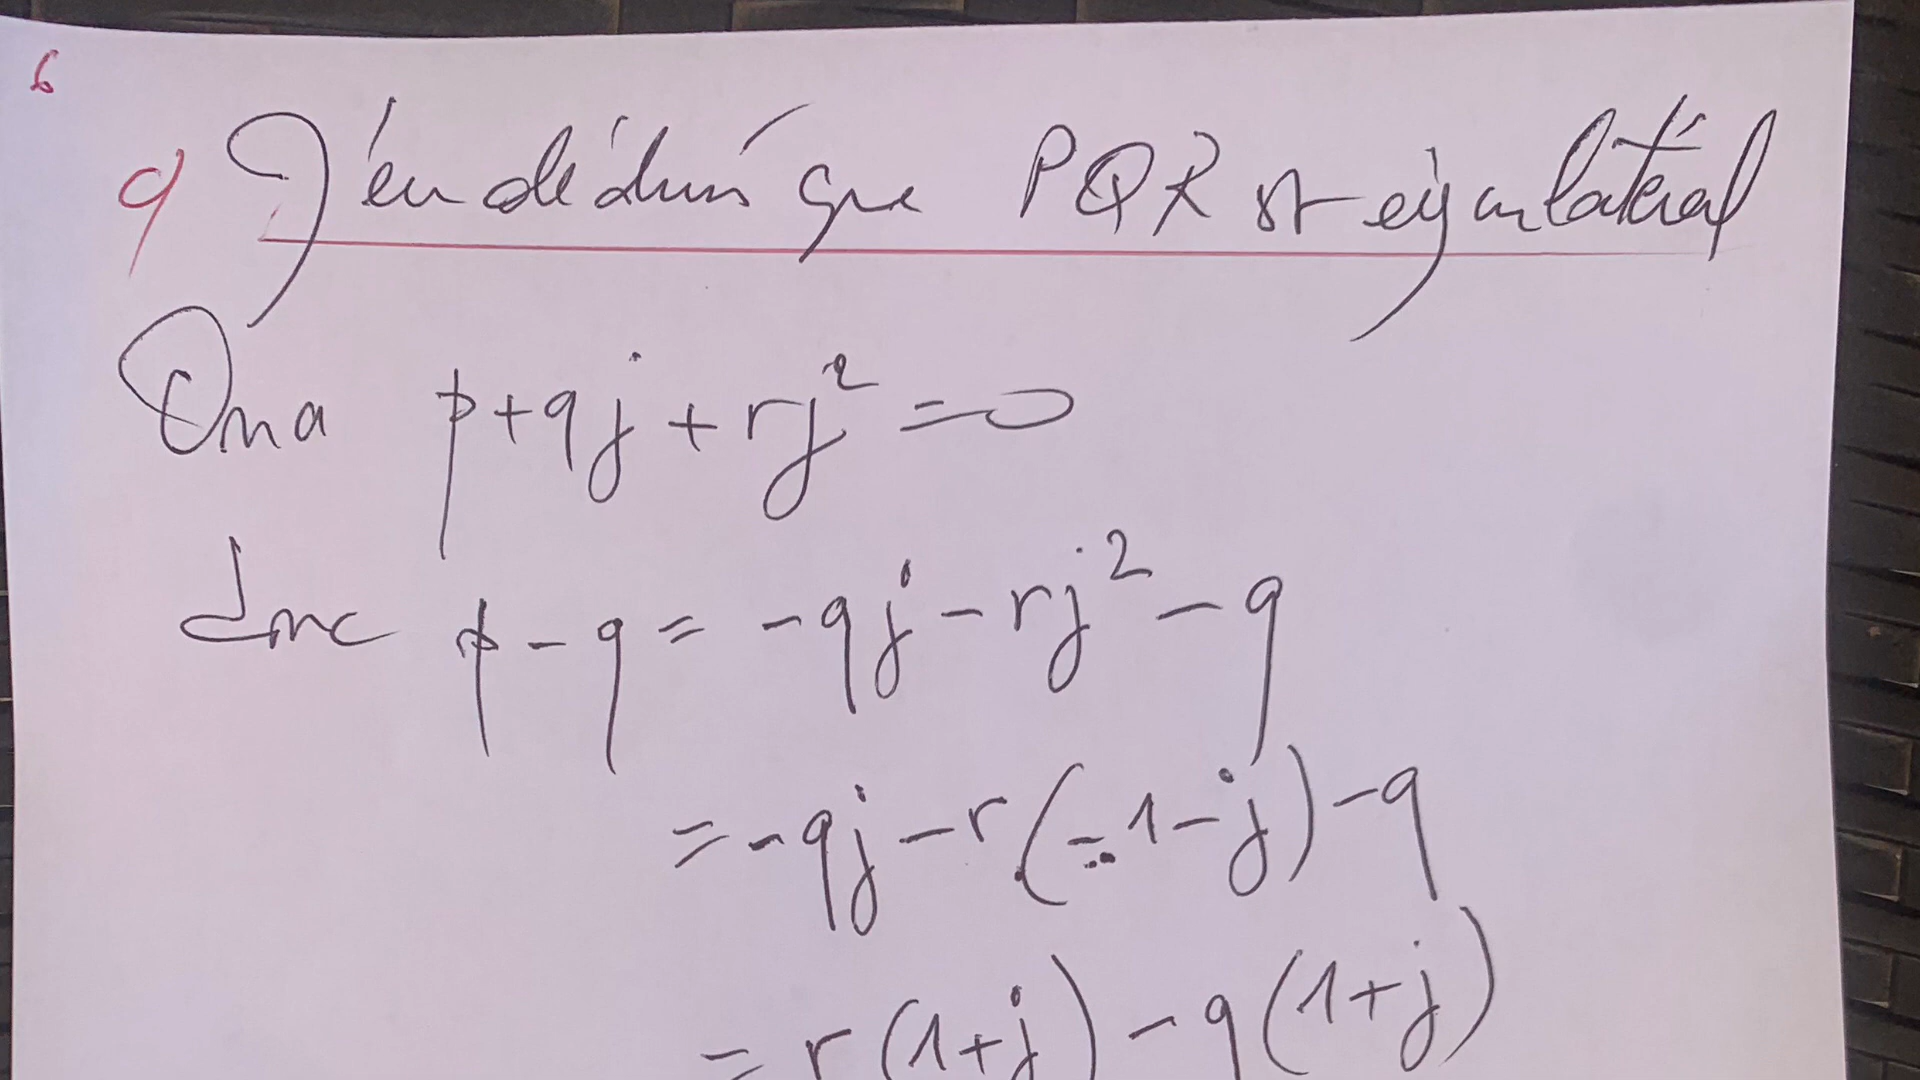 6
9 J'en déduis que PQR est équilatéral
On a p+qj+rj²=0
donc p-q= -qj-rj²-q
=-qj-r(-1-j)-q
=r(1+j)-q(1+j)